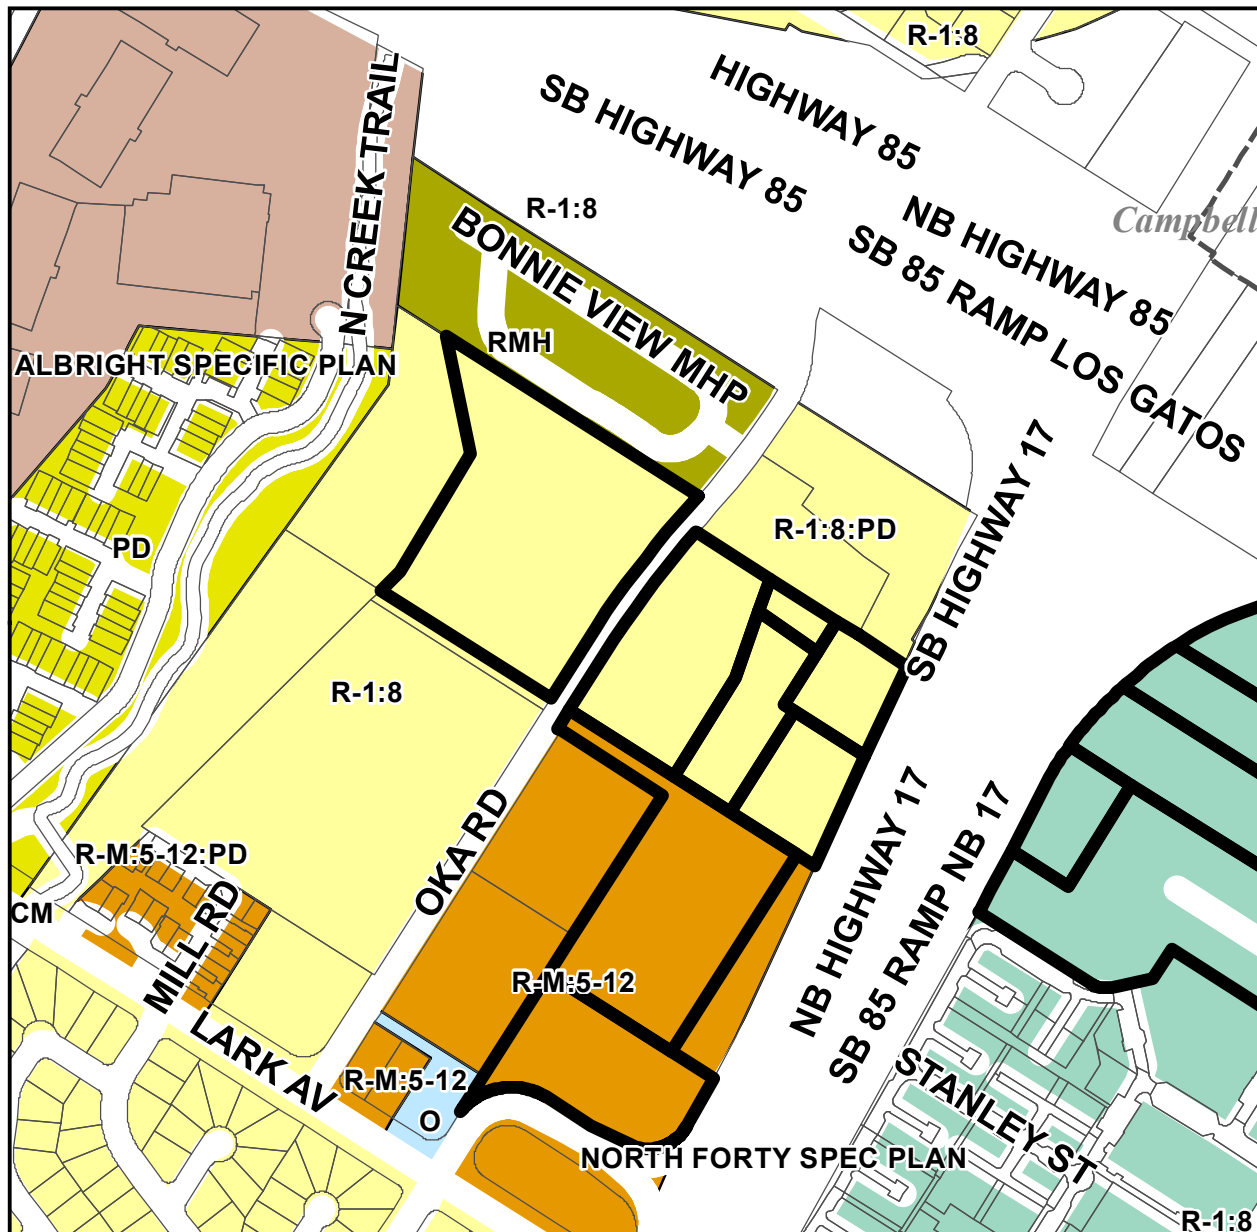 R-1:8
HIGHWAY 85
SB HIGHWAY 85
N CREEK TRAIL
R-1:8
NB HIGHWAY 85
Campbell
BONNIE VIEW MHP
SB 85 RAMP LOS GATOS
RMH
ALBRIGHT SPECIFIC PLAN
SB HIGHWAY 17
R-1:8:PD
PD
R-1:8
NB HIGHWAY 17
SB 85 RAMP NB 17
OKA RD
R-M:5-12:PD
CM
MILL RD
R-M:5-12
LARK AV
R-M:5-12
O
STANLEY ST
NORTH FORTY SPEC PLAN
R-1:8